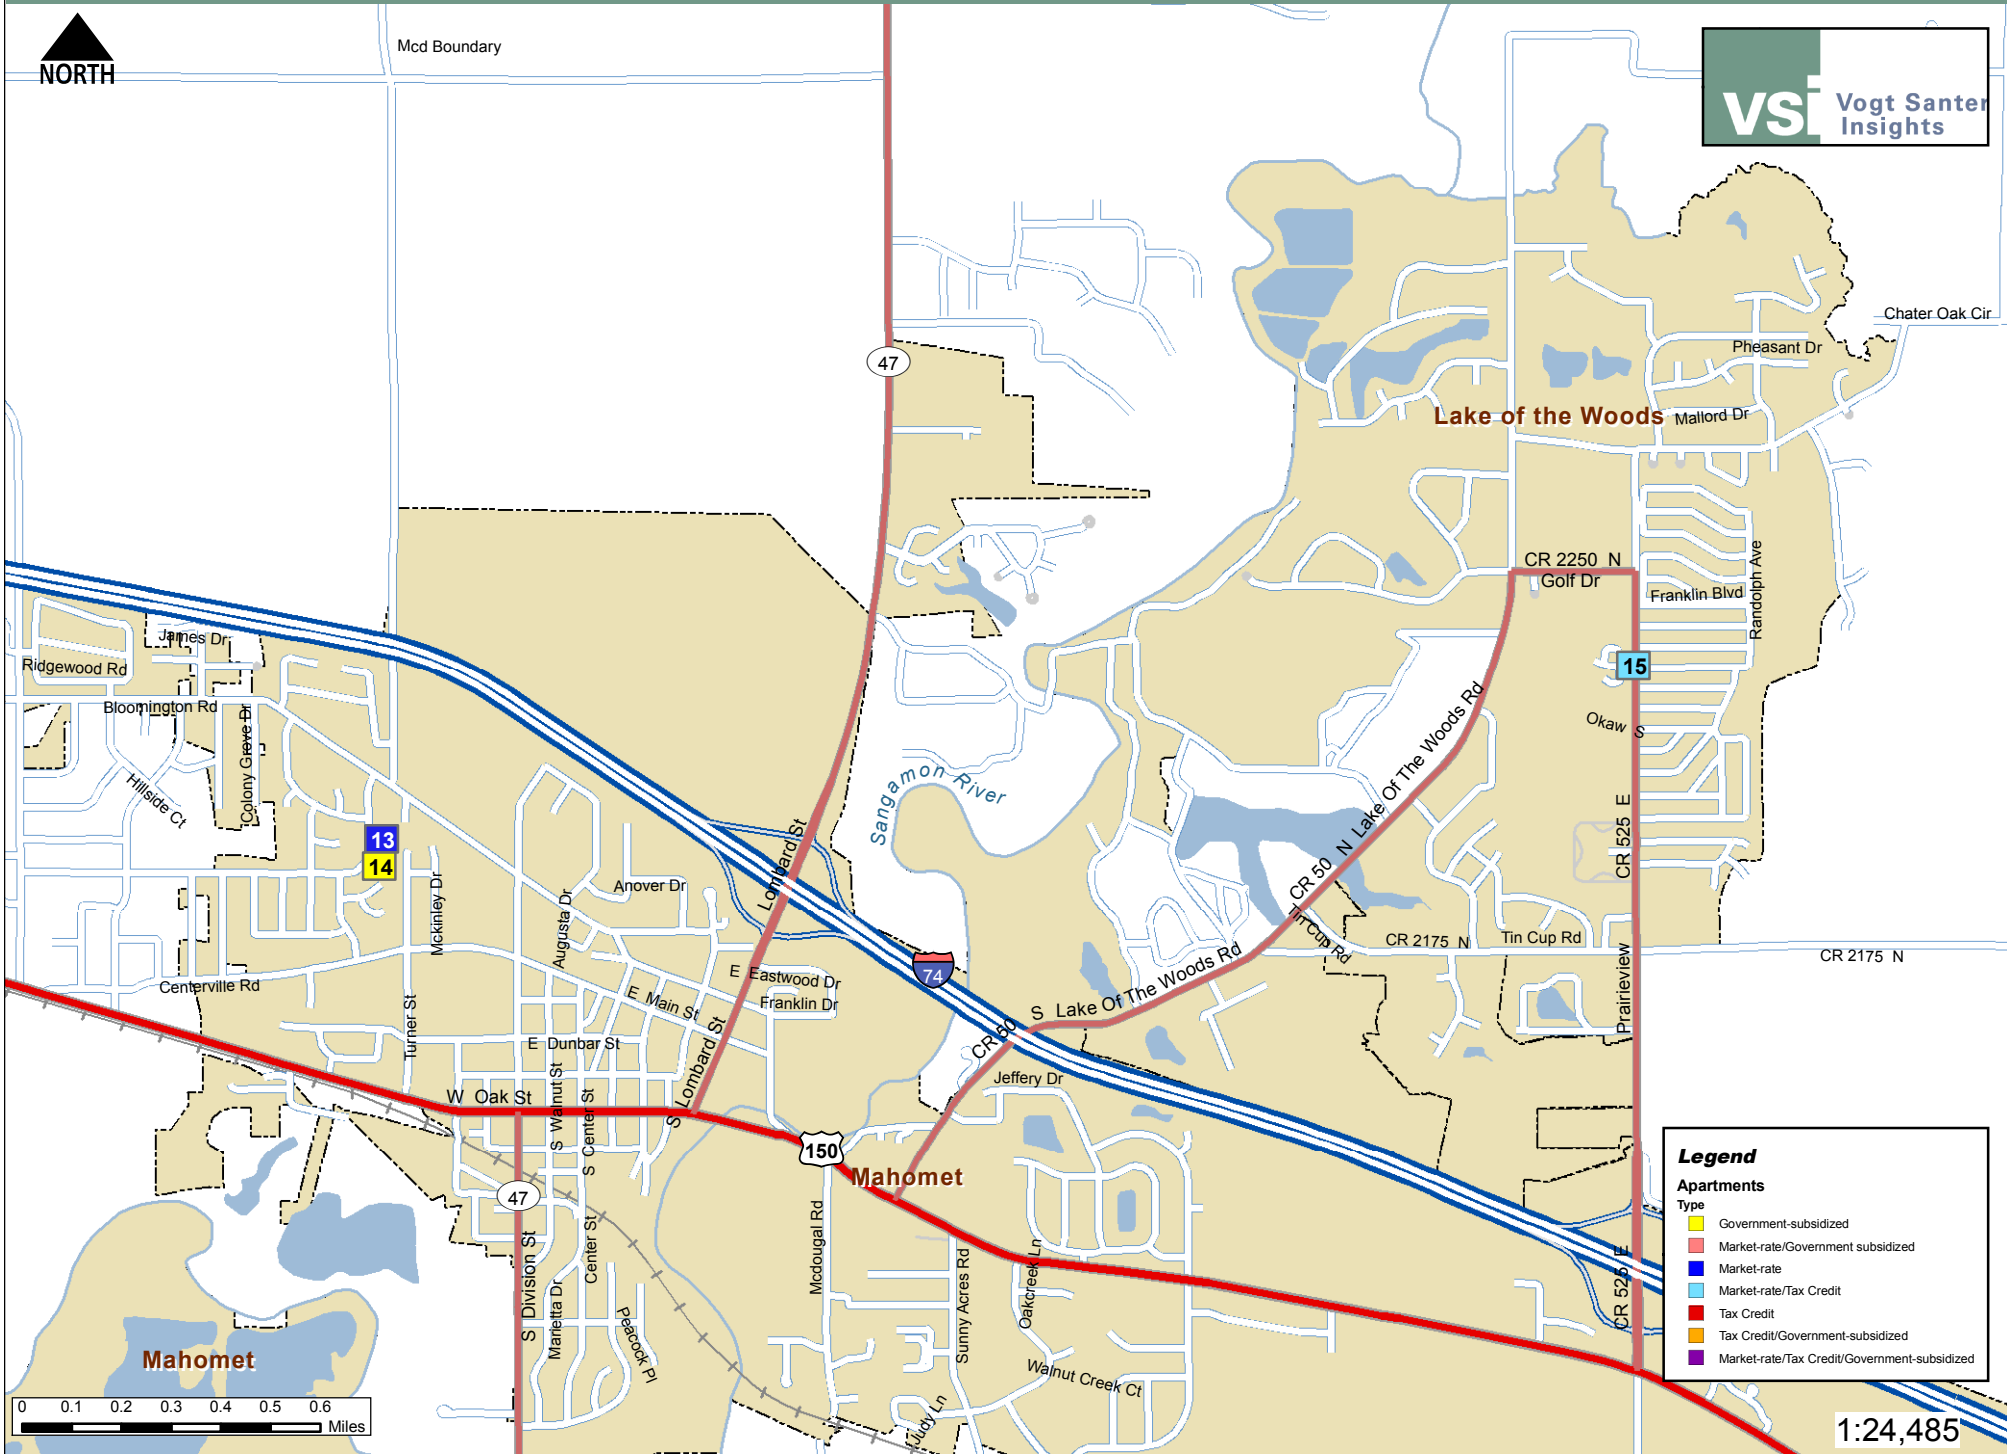 NORTH
Mcd Boundary
vsi Vogt Santer
Insights
Chater Oak Cir
Pheasant Dr
47
Lake of the Woods
Mallord Dr
CR 2250 N
Golf Dr
Franklin Blvd
Randolph Ave
James Dr
Ridgewood Rd
15
Bloomington Rd
Colony Grove Dr
Okaw S
Hillside Ct
Sangamon River
CR 50 N Lake Of The Woods Rd
CR 525 E
13
14
Lombard St
Anover Dr
Mckinley Dr
Augusta Dr
Tin Cup Rd
CR 2175 N
Tin Cup Rd
CR 2175 N
74
E Eastwood Dr
Centerville Rd
E Main St
Franklin Dr
S Lake Of The Woods Rd
CR 50
Prairieview
Turner St
E Dunbar St
S Lombard St
Jeffery Dr
W Oak St
S Walnut St
S Center St
150
Mahomet
47
S Division St
Center St
Marietta Dr
Peacock Pl
Mcdougal Rd
Sunny Acres Rd
Oakcreek Ln
Walnut Creek Ct
Judy Ln
CR 525 E
Mahomet
Legend
Apartments
Type
Government-subsidized
Market-rate/Government subsidized
Market-rate
Market-rate/Tax Credit
Tax Credit
Tax Credit/Government-subsidized
Market-rate/Tax Credit/Government-subsidized
0 0.1 0.2 0.3 0.4 0.5 0.6
Miles
1:24,485